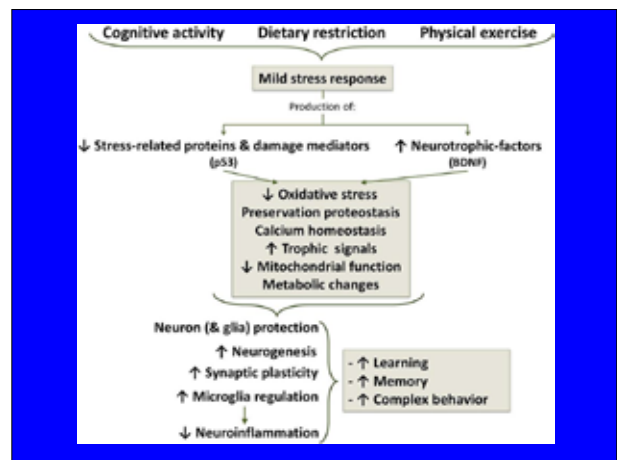 Cognitive activity Dietary restriction Physical exercise
Mild stress response
Production of:
↓ Stress-related proteins & damage mediators
(p53)
↑ Neurotrophic-factors
(BDNF)
↓ Oxidative stress
Preservation proteostasis
Calcium homeostasis
↑ Trophic signals
↓ Mitochondrial function
Metabolic changes
Neuron (& glia) protection
↑ Neurogenesis
↑ Synaptic plasticity
↑ Microglia regulation
↓ Neuroinflammation
- ↑ Learning
- ↑ Memory
- ↑ Complex behavior